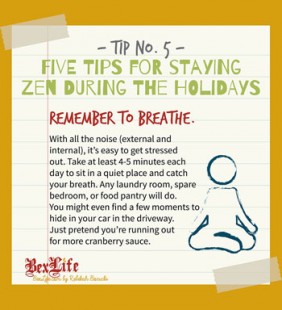 – TIP NO. 5 –
FIVE TIPS FOR STAYING
ZEN DURING THE HOLIDAYS
REMEMBER TO BREATHE.
With all the noise (external and
internal), it's easy to get stressed
out. Take at least 4-5 minutes each
day to sit in a quiet place and catch
your breath. Any laundry room, spare
bedroom, or food pantry will do.
You might even find a few moments to
hide in your car in the driveway.
Just pretend you're running out
for more cranberry sauce.
BexLife